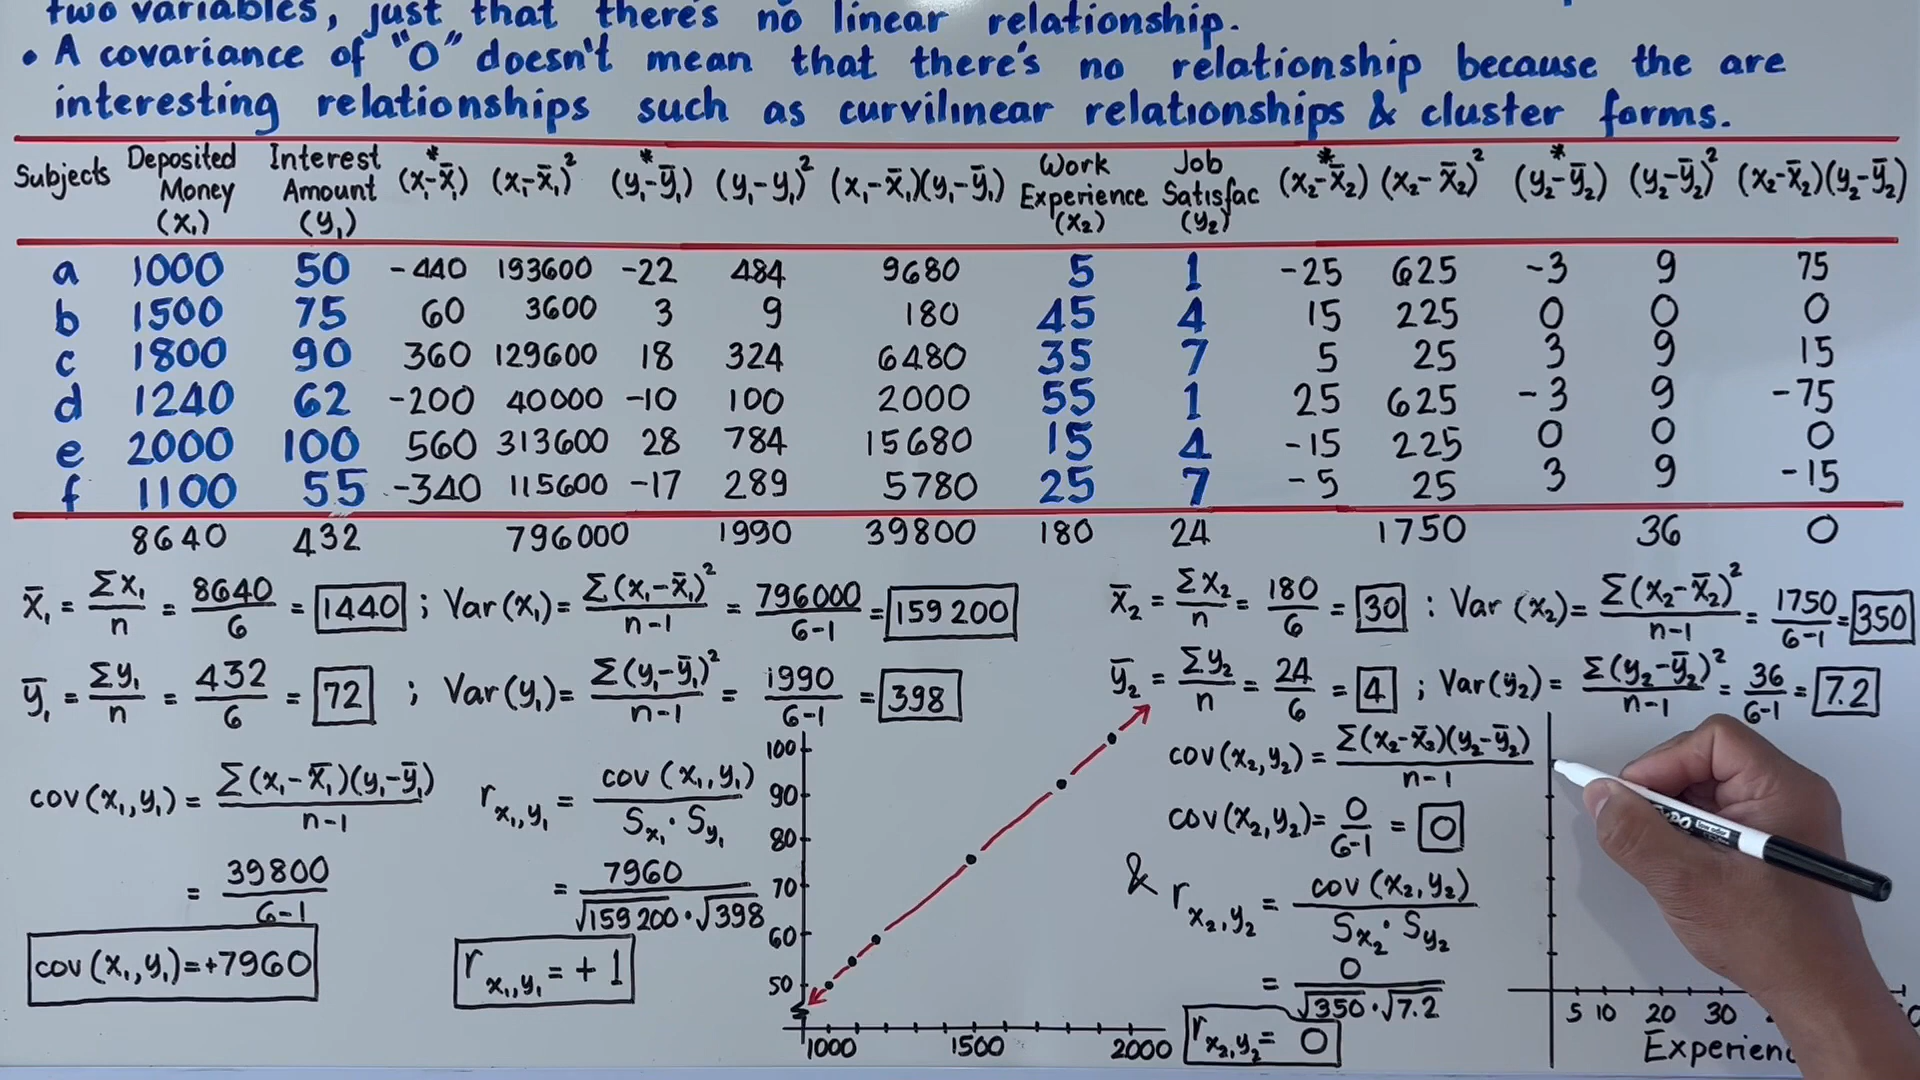 two variables, just that there's no linear relationship.
• A covariance of "0" doesn't mean that there's no relationship because the are
interesting relationships such as curvilinear relationships & cluster forms.
Subjects Deposited Money (x₁) Interest Amount (y₁) (x₁-x̄₁)* (x₁-x̄₁)² (y₁-ȳ₁)* (y₁-y₁)² (x₁-x̄₁)(y₁-ȳ₁) Work Experience (x₂) Job Satisfac (y₂) (x₂-x̄₂)* (x₂-x̄₂)² (y₂-ȳ₂)* (y₂-ȳ₂)² (x₂-x̄₂)(y₂-ȳ₂)
a 1000 50 -440 193600 -22 484 9680 5 1 -25 625 -3 9 75
b 1500 75 60 3600 3 9 180 45 4 15 225 0 0 0
c 1800 90 360 129600 18 324 6480 35 7 5 25 3 9 15
d 1240 62 -200 40000 -10 100 2000 55 1 25 625 -3 9 -75
e 2000 100 560 313600 28 784 15680 15 4 -15 225 0 0 0
f 1100 55 -340 115600 -17 289 5780 25 7 -5 25 3 9 -15
8640 432 796000 1990 39800 180 24 1750 36 0
x̄₁ = Σx₁/n = 8640/6 = 1440 ; Var(x₁) = Σ(x₁-x̄₁)²/n-1 = 796000/6-1 = 159200
ȳ₁ = Σy₁/n = 432/6 = 72 ; Var(y₁) = Σ(y₁-ȳ₁)²/n-1 = 1990/6-1 = 398
cov(x₁,y₁) = Σ(x₁-x̄₁)(y₁-ȳ₁)/n-1
= 39800/6-1
cov(x₁,y₁)=+7960
r x₁,y₁ = cov(x₁,y₁)/Sx₁·Sy₁
= 7960/√159200·√398
r x₁,y₁ = +1
100
90
80
70
60
50
1000 1500 2000
x̄₂ = Σx₂/n = 180/6 = 30 : Var(x₂) = Σ(x₂-x̄₂)²/n-1 = 1750/6-1 = 350
ȳ₂ = Σy₂/n = 24/6 = 4 ; Var(y₂) = Σ(y₂-ȳ₂)²/n-1 = 36/6-1 = 7.2
cov(x₂,y₂) = Σ(x₂-x̄₂)(y₂-ȳ₂)/n-1
cov(x₂,y₂) = 0/6-1 = 0
& r x₂,y₂ = cov(x₂,y₂)/Sx₂·Sy₂
= 0/√350·√7.2
r x₂,y₂ = 0
5 10 20 30